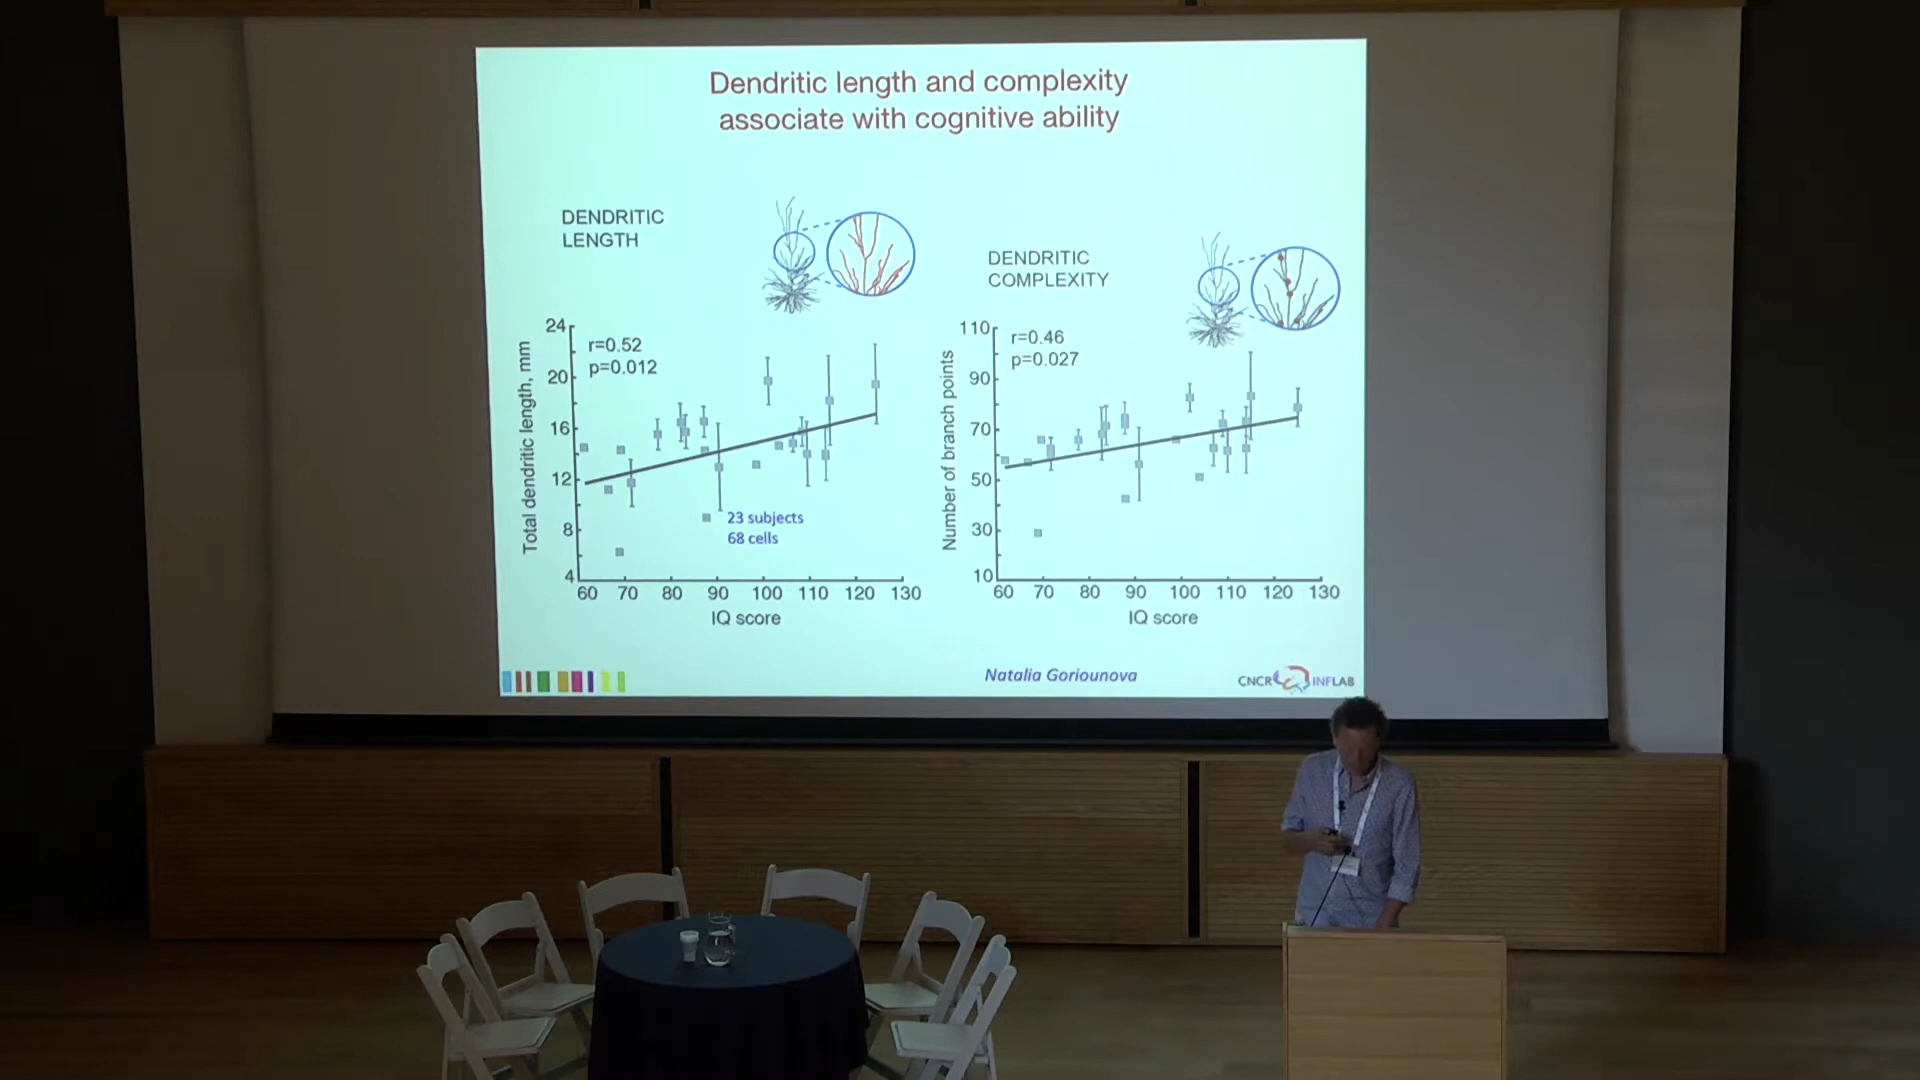 Dendritic length and complexity
associate with cognitive ability
DENDRITIC
LENGTH
24
20
16
12
8
4
Total dendritic length, mm
r=0.52
p=0.012
23 subjects
68 cells
60 70 80 90 100 110 120 130
IQ score
DENDRITIC
COMPLEXITY
110
90
70
50
30
10
Number of branch points
r=0.46
p=0.027
60 70 80 90 100 110 120 130
IQ score
Natalia Goriounova
CNCR INFLAB